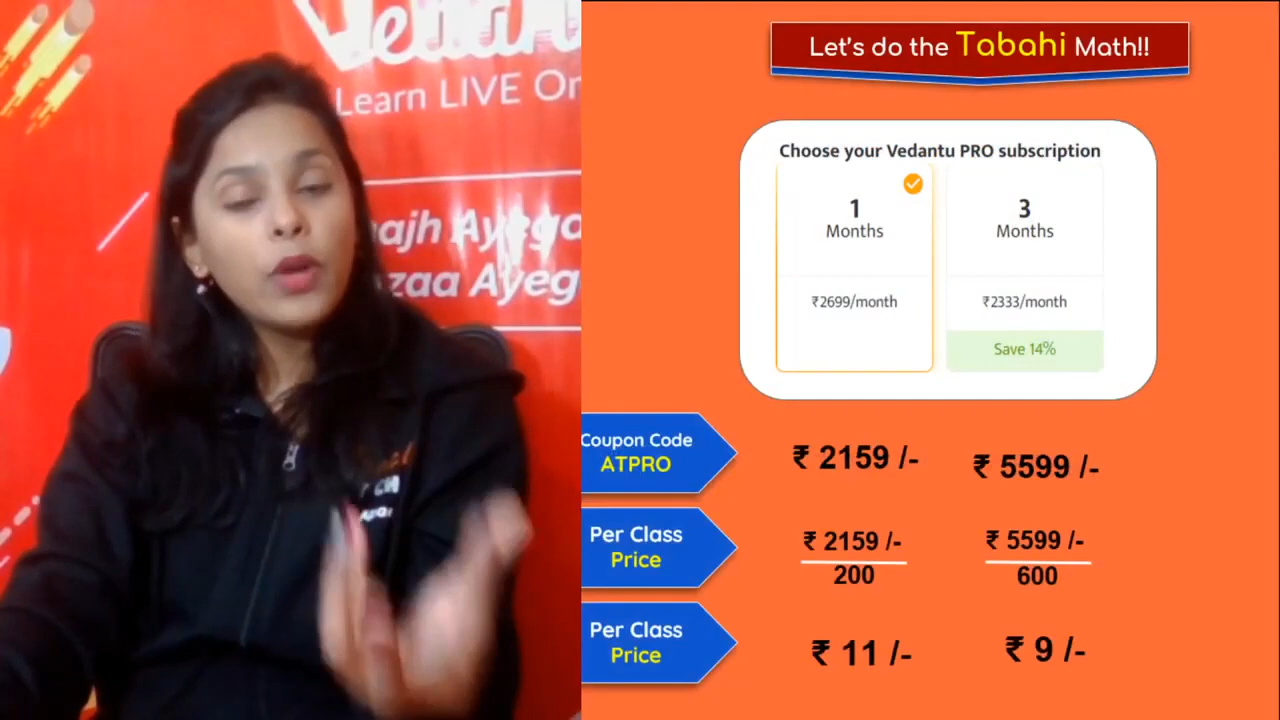 Vedantu
Learn LIVE On
Let's do the Tabahi Math!!
Choose your Vedantu PRO subscription
1
Months
₹2699/month
3
Months
₹2333/month
Save 14%
Coupon Code
ATPRO
₹ 2159 /-
₹ 5599 /-
Per Class
Price
₹ 2159 /-
200
₹ 5599 /-
600
Per Class
Price
₹ 11 /-
₹ 9 /-